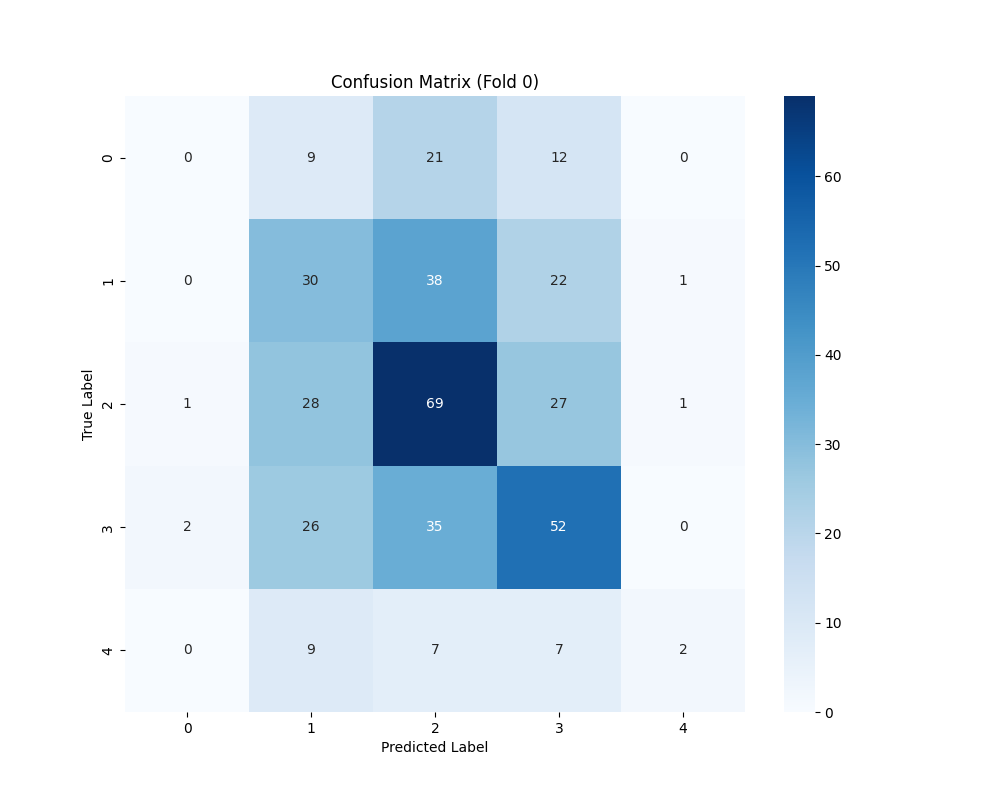 Confusion Matrix (Fold 0)
0 0 9 21 12 0
1 0 30 38 22 1
2 1 28 69 27 1
3 2 26 35 52 0
4 0 9 7 7 2
0 1 2 3 4
True Label
Predicted Label
60
50
40
30
20
10
0